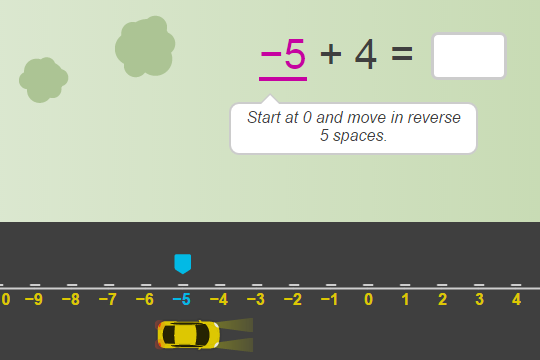 −5 + 4 =
Start at 0 and move in reverse
5 spaces.
0 −9 −8 −7 −6 −5 −4 −3 −2 −1 0 1 2 3 4